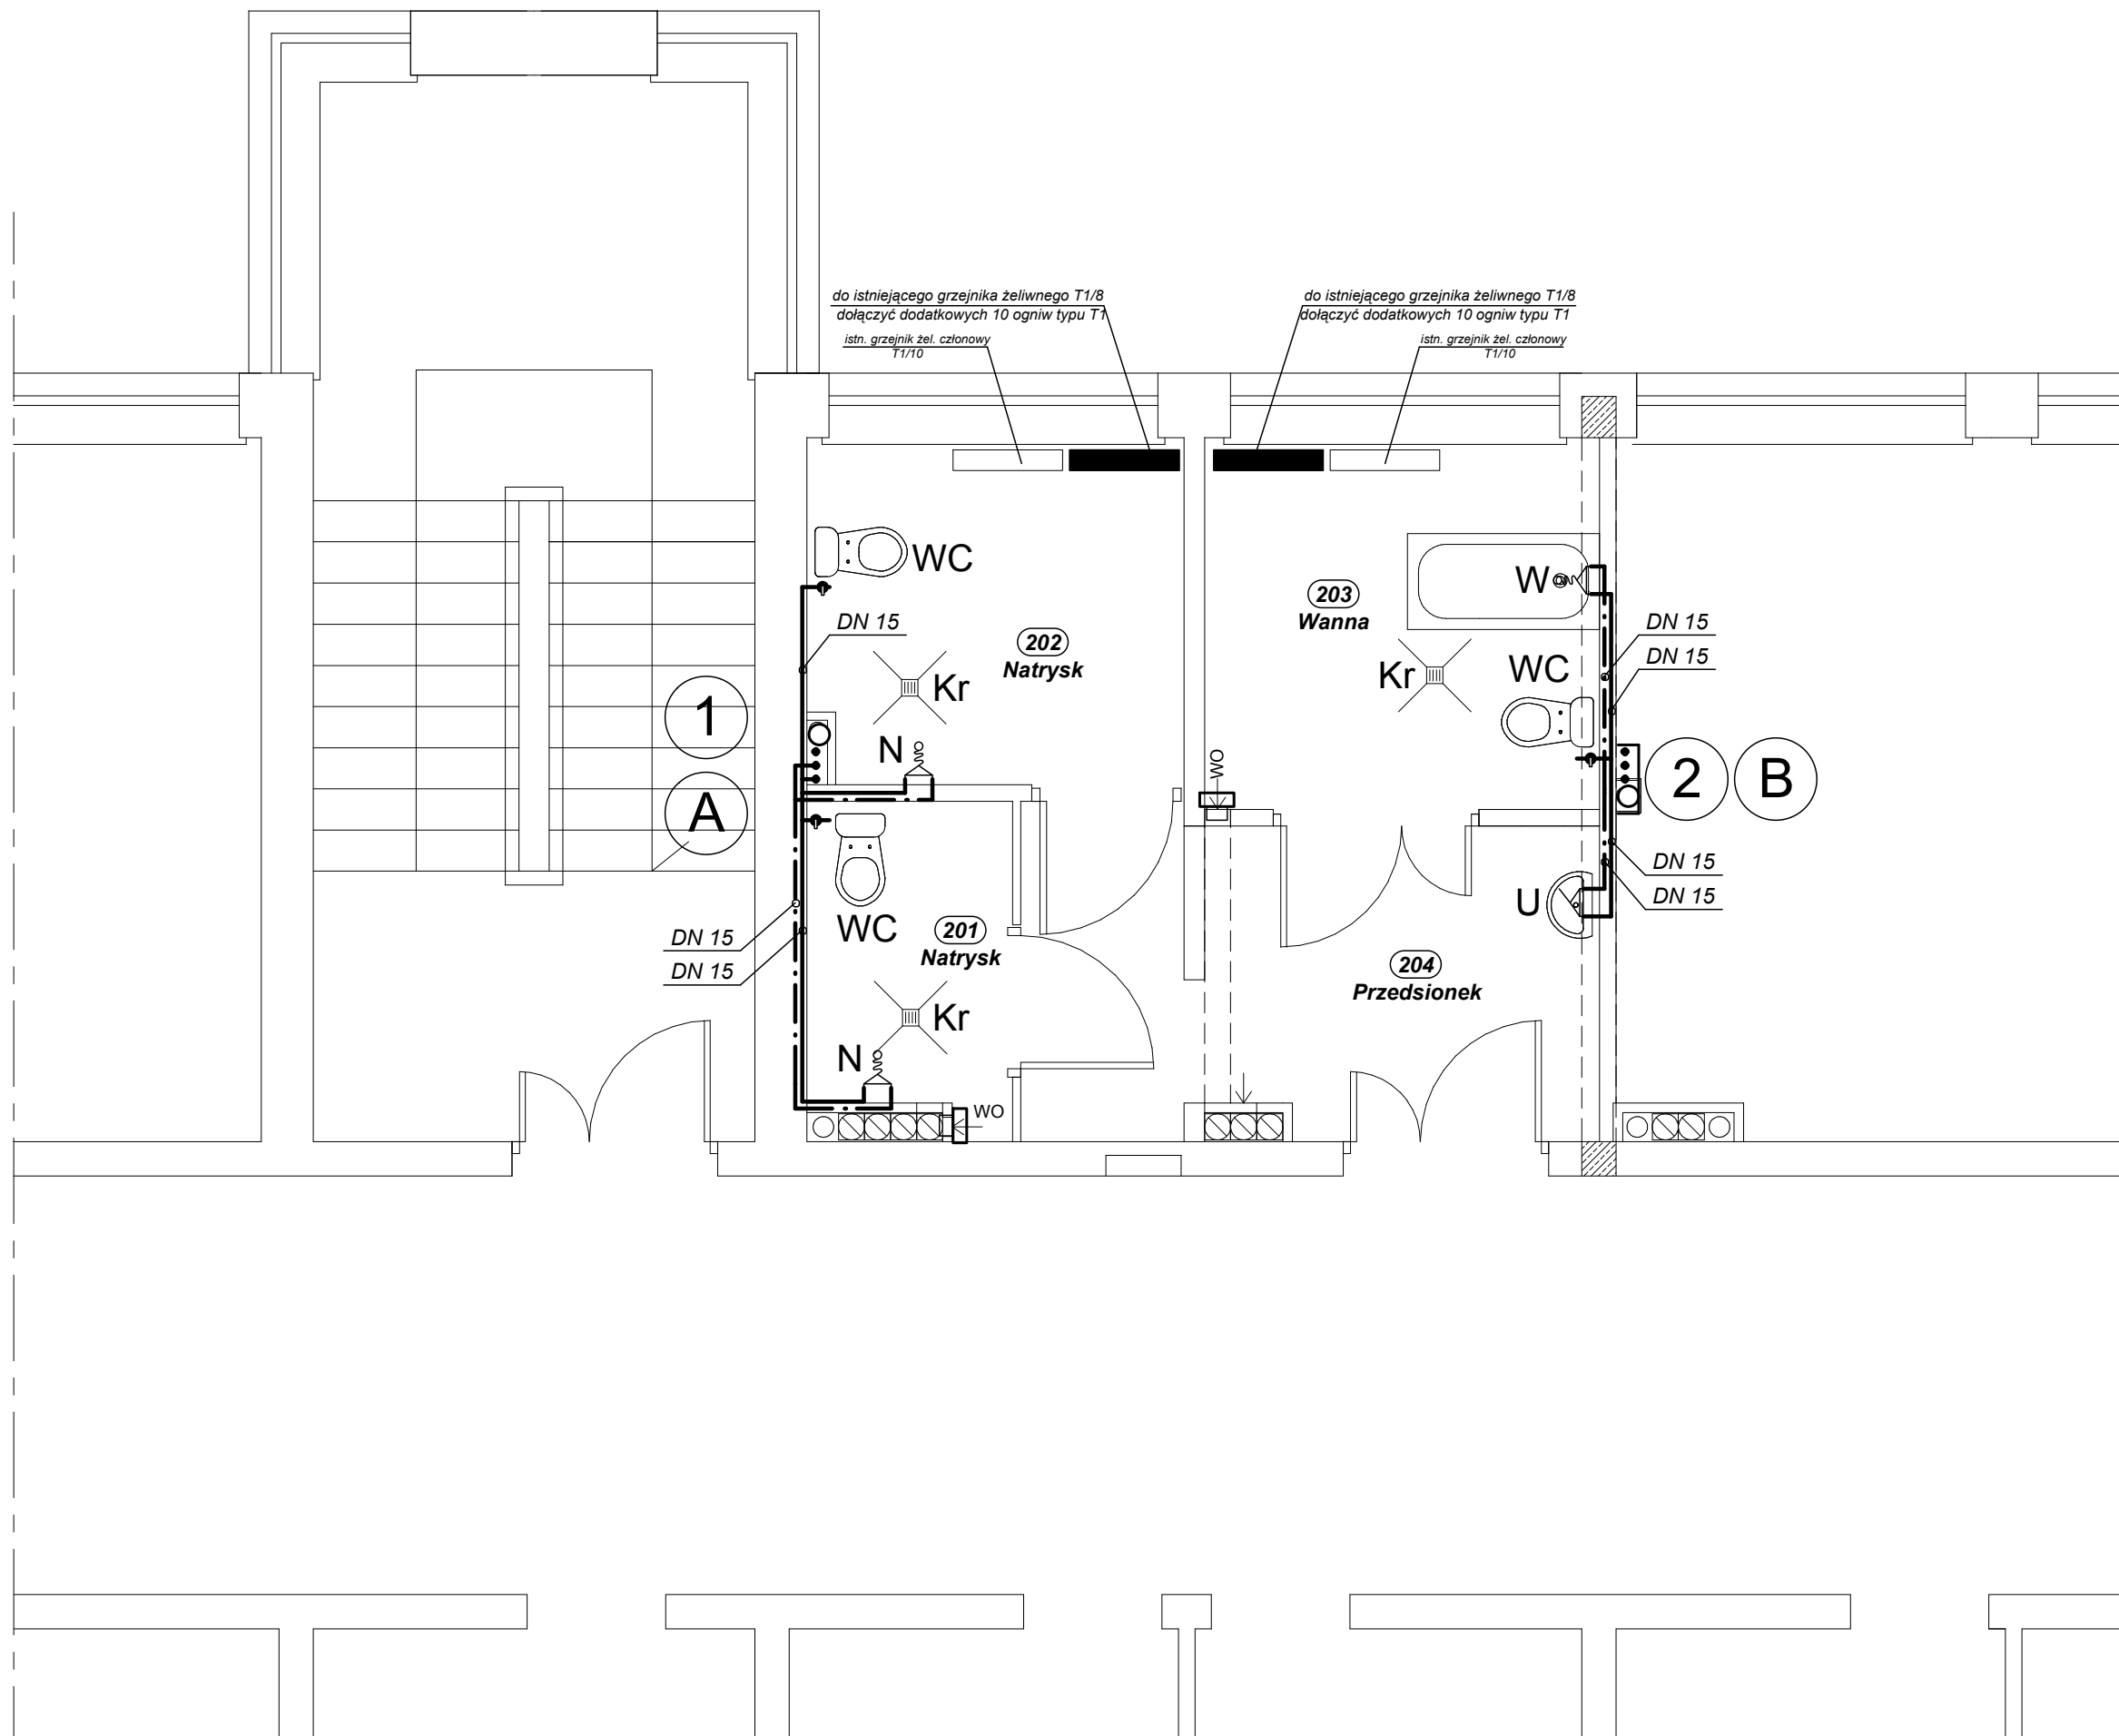 do istniejącego grzejnika żeliwnego T1/8
dołączyć dodatkowych 10 ogniw typu T1
istn. grzejnik żel. członowy
T1/10
do istniejącego grzejnika żeliwnego T1/8
dołączyć dodatkowych 10 ogniw typu T1
istn. grzejnik żel. członowy
T1/10
WC
W
203
Wanna
DN 15
202
Natrysk
DN 15
DN 15
WC
Kr
Kr
1
N
WO
2
B
A
DN 15
DN 15
U
WC
201
Natrysk
DN 15
DN 15
204
Przedsionek
Kr
N
WO